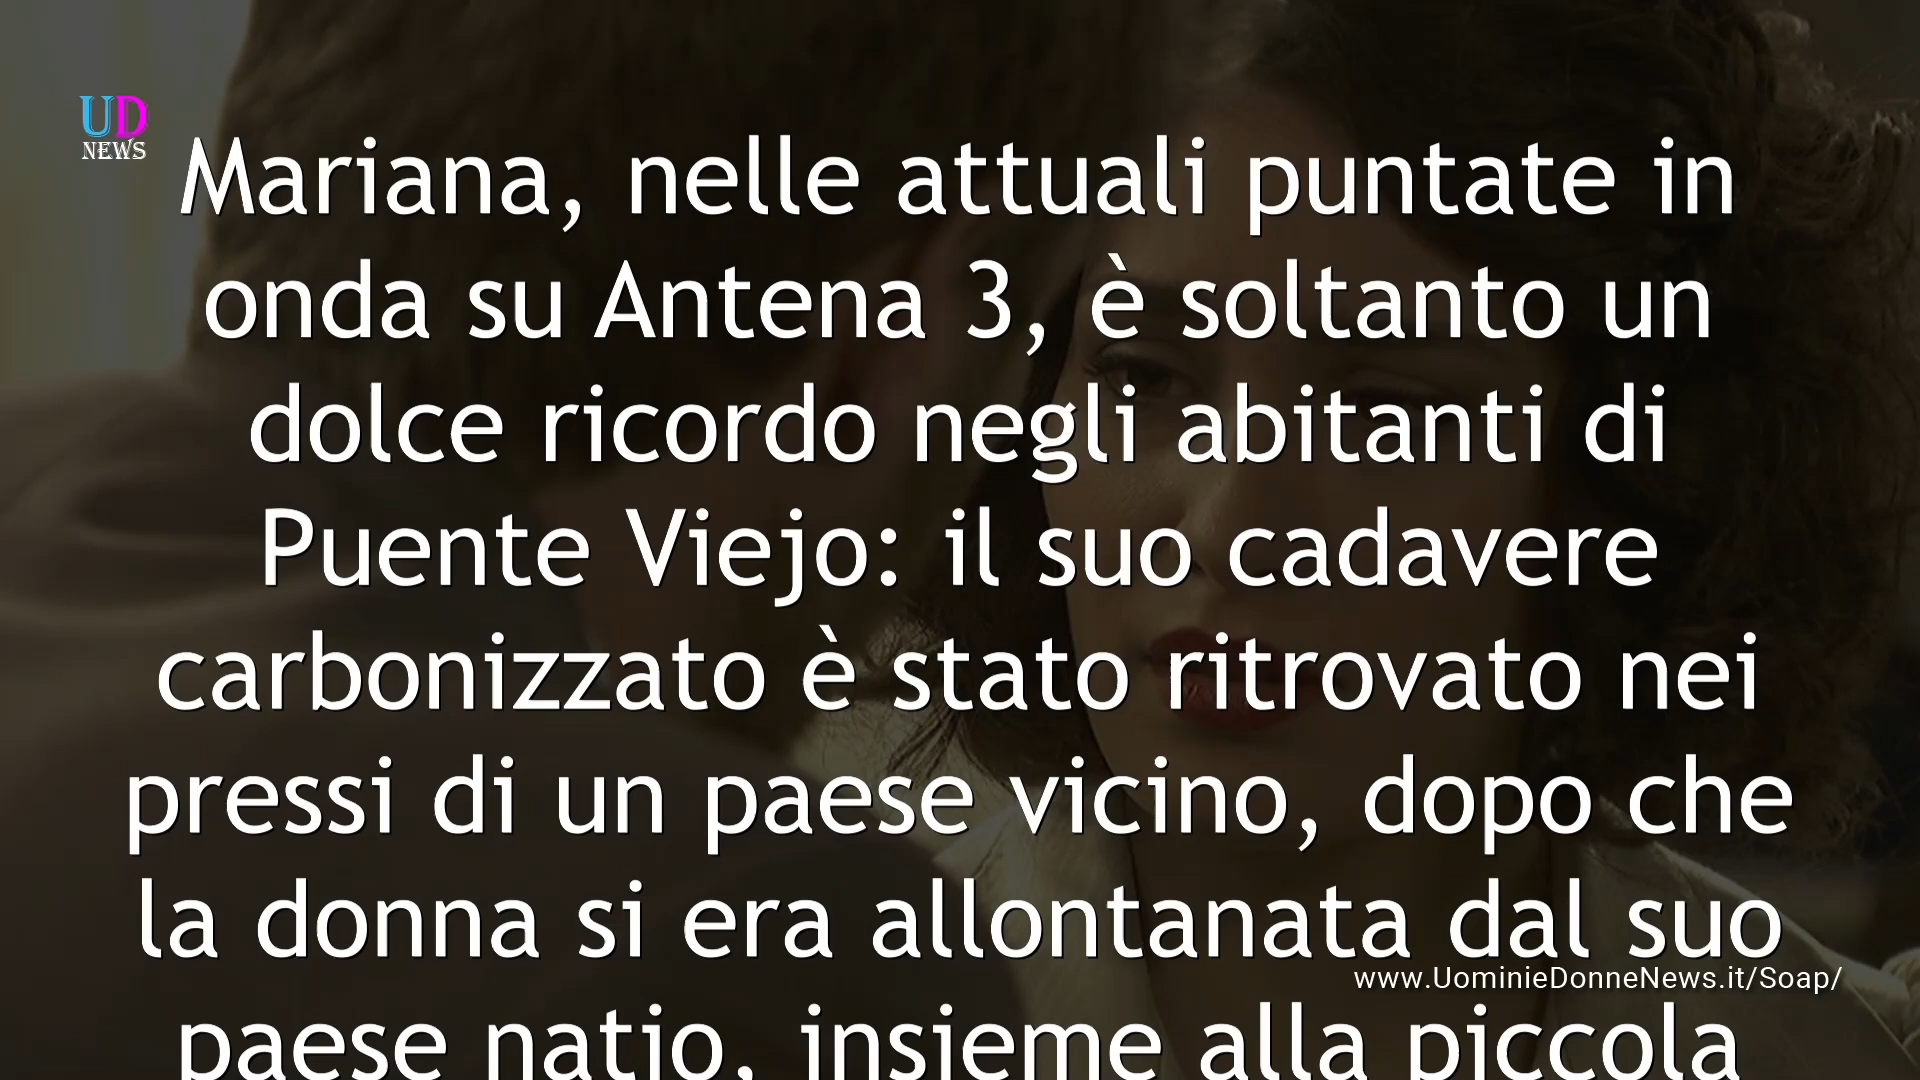 UD
NEWS
Mariana, nelle attuali puntate in
onda su Antena 3, è soltanto un
dolce ricordo negli abitanti di
Puente Viejo: il suo cadavere
carbonizzato è stato ritrovato nei
pressi di un paese vicino, dopo che
la donna si era allontanata dal suo
www.UominieDonneNews.it/Soap/
paese natio, insieme alla piccola